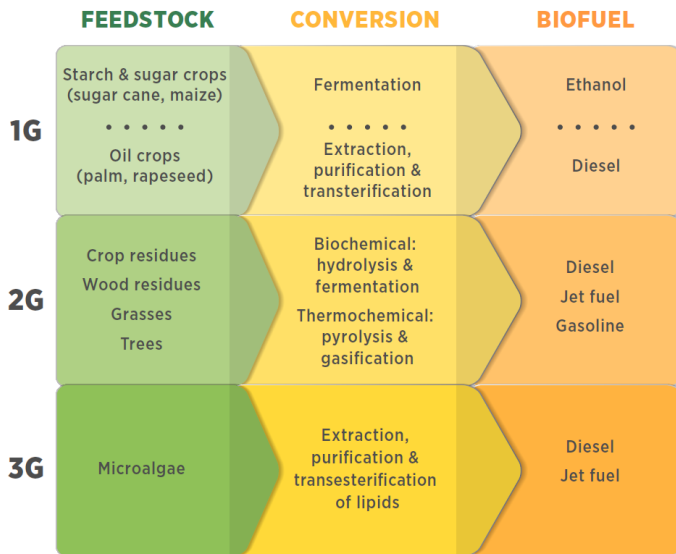 FEEDSTOCK CONVERSION BIOFUEL
1G
Starch & sugar crops
(sugar cane, maize)
Fermentation
Ethanol
Oil crops
(palm, rapeseed)
Extraction,
purification &
transterification
Diesel
2G
Crop residues
Wood residues
Grasses
Trees
Biochemical:
hydrolysis &
fermentation
Thermochemical:
pyrolysis &
gasification
Diesel
Jet fuel
Gasoline
3G
Microalgae
Extraction,
purification &
transesterification
of lipids
Diesel
Jet fuel